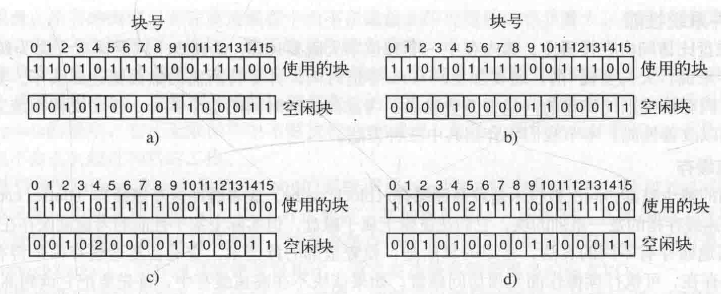 块号 块号
0 1 2 3 4 5 6 7 8 9 10 11 12 13 14 15 0 1 2 3 4 5 6 7 8 9 10 11 12 13 14 15
1 1 0 1 0 1 1 1 1 0 0 1 1 1 0 0 使用的块 1 1 0 1 0 1 1 1 1 0 0 1 1 1 0 0 使用的块
0 0 1 0 1 0 0 0 0 1 1 0 0 0 1 1 空闲块 0 0 0 0 1 0 0 0 0 1 1 0 0 0 1 1 空闲块
a) b)
0 1 2 3 4 5 6 7 8 9 10 11 12 13 14 15 0 1 2 3 4 5 6 7 8 9 10 11 12 13 14 15
1 1 0 1 0 1 1 1 1 0 0 1 1 1 0 0 使用的块 1 1 0 1 0 2 1 1 1 0 0 1 1 1 0 0 使用的块
0 0 1 0 2 0 0 0 0 1 1 0 0 0 1 1 空闲块 0 0 1 0 1 0 0 0 0 1 1 0 0 0 1 1 空闲块
c) d)